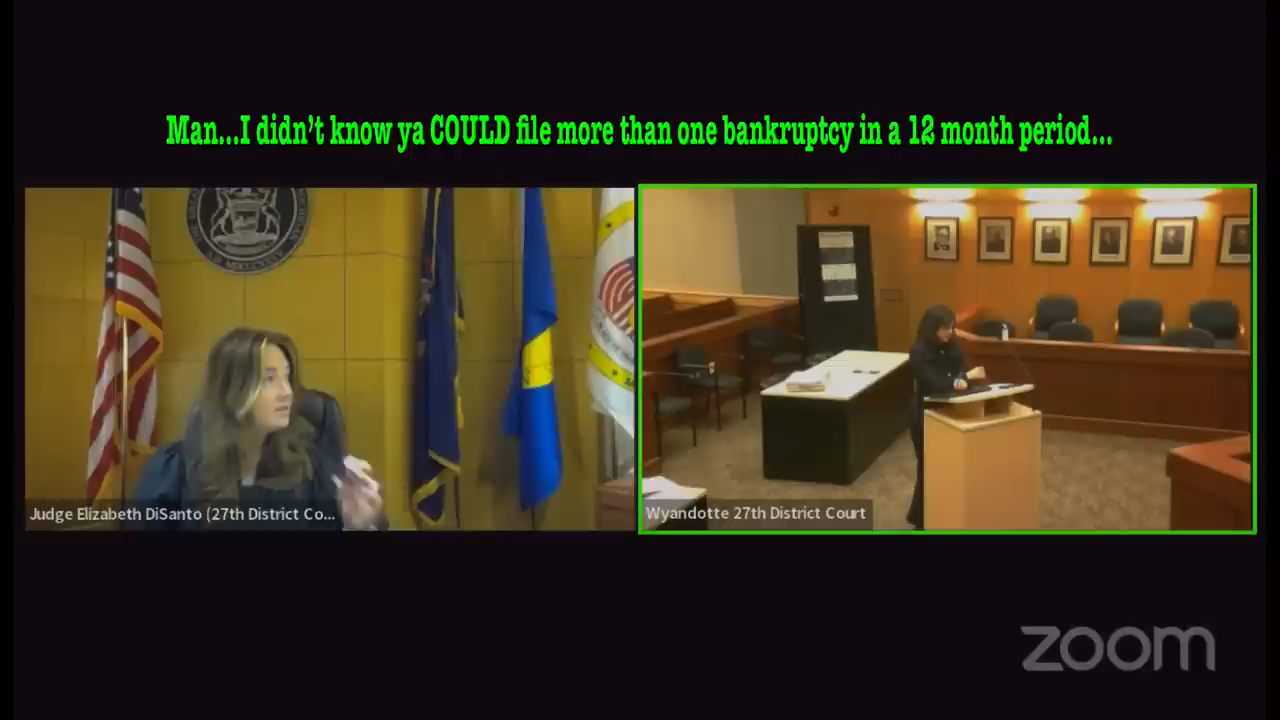 Man...I didn't know ya COULD file more than one bankruptcy in a 12 month period...
Judge Elizabeth DiSanto (27th District Co...
Wyandotte 27th District Court
zoom